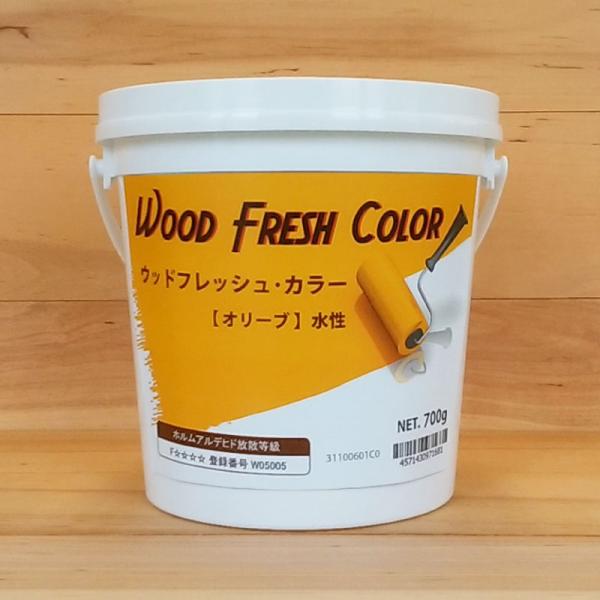 WOOD FRESH COLOR
ウッドフレッシュ・カラー
【オリーブ】水性
NET. 700g
ホルムアルデヒド放散等級
F☆☆☆☆ 登録番号 W05005
31100601C0
4571430971681